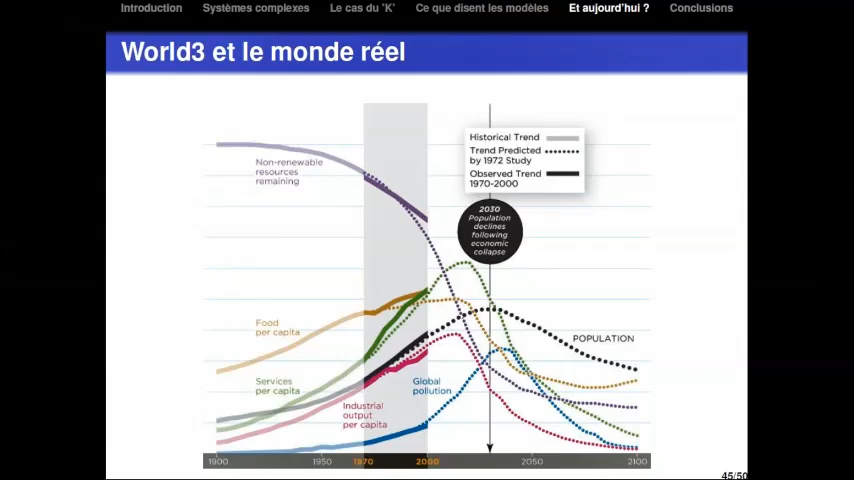 Introduction Systèmes complexes Le cas du 'K' Ce que disent les modèles Et aujourd'hui ? Conclusions
World3 et le monde réel
Historical Trend
Trend Predicted
by 1972 Study
Observed Trend
1970-2000
Non-renewable
resources
remaining
2030
Population
declines
following
economic
collapse
Food
per capita
POPULATION
Services
per capita
Global
pollution
Industrial
output
per capita
1900 1950 1970 2000 2050 2100
45/50